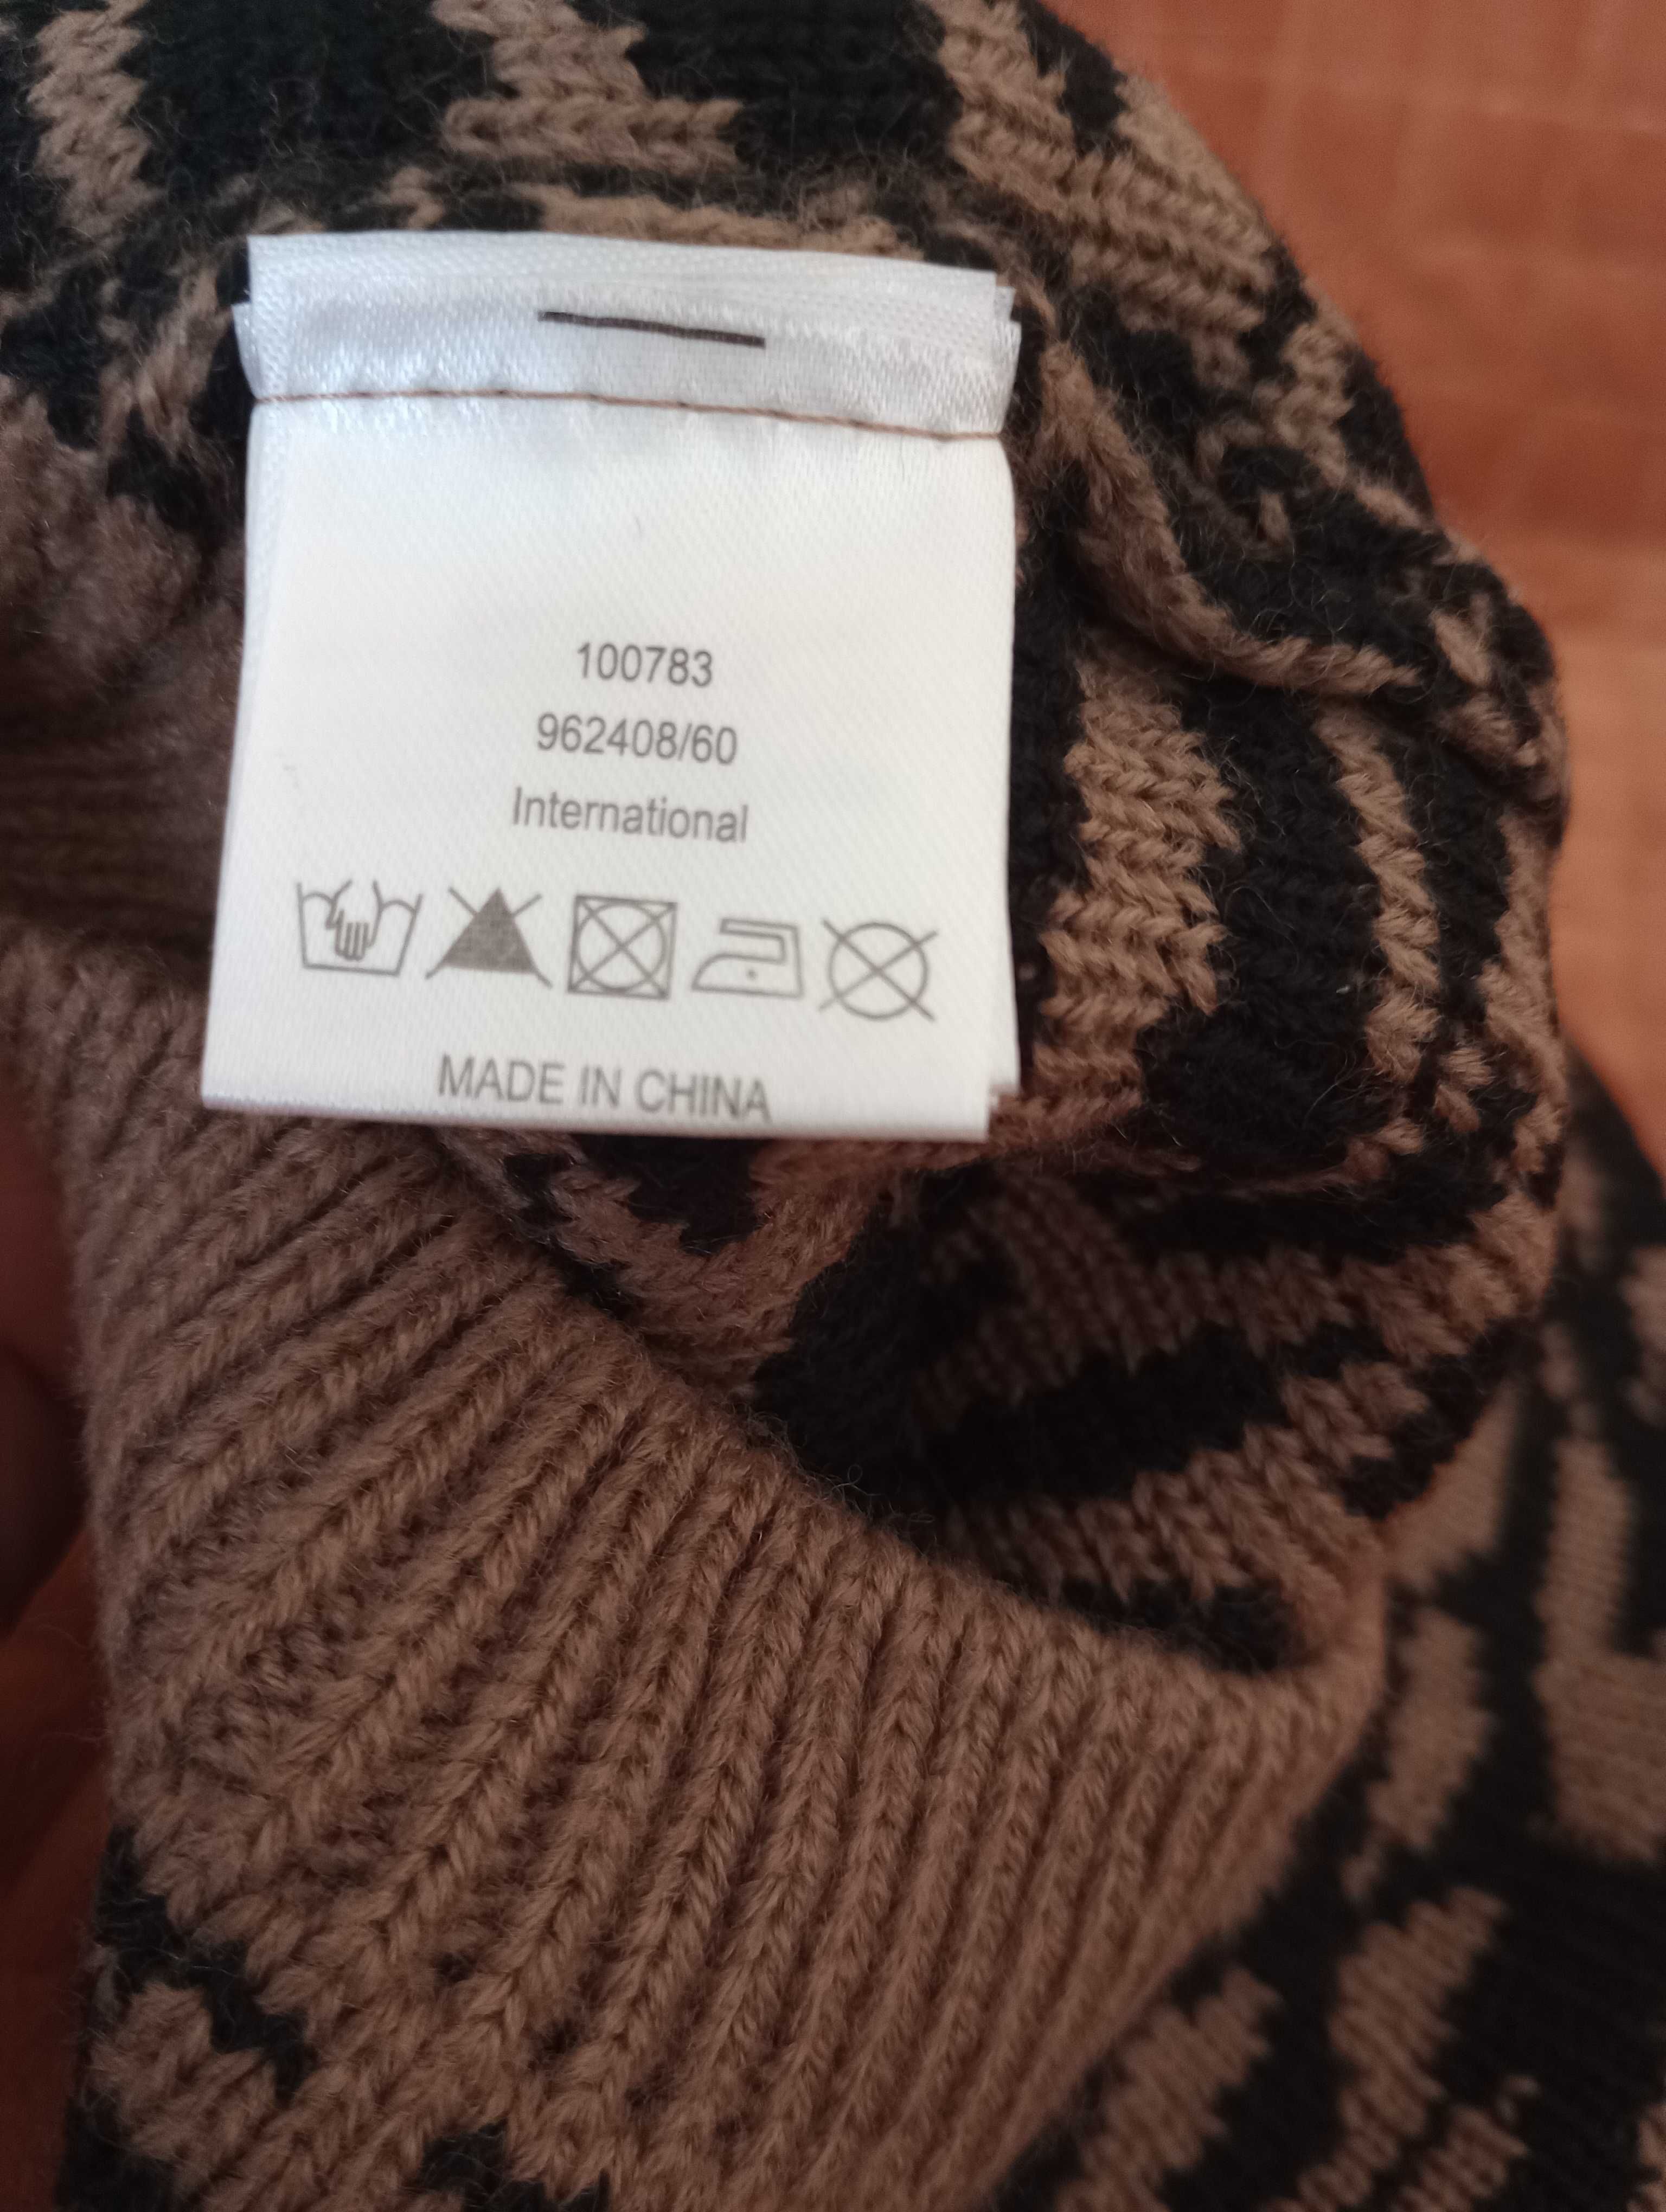 100783
962408/60
International
MADE IN CHINA